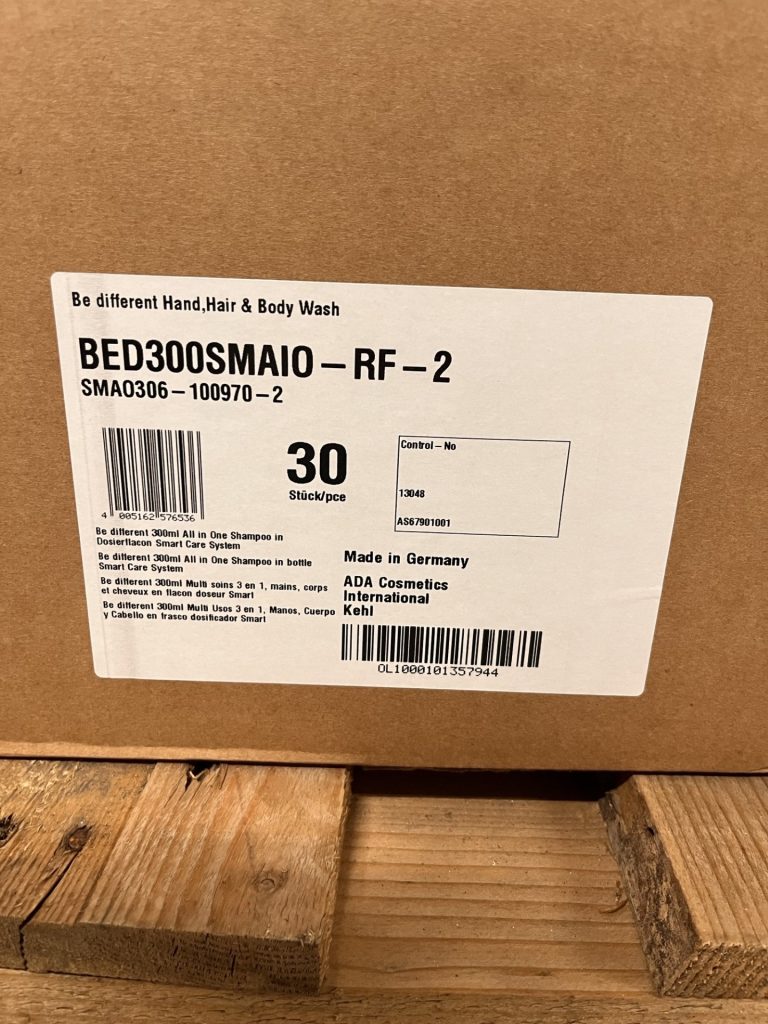 Be different Hand,Hair & Body Wash
BED300SMAIO-RF-2
SMAO306-100970-2
4 005162 576536
30
Stück/pce
Control-No
13048
AS67901001
Be different 300ml All in One Shampoo in
Dosierflacon Smart Care System
Be different 300ml All in One Shampoo in bottle
Smart Care System
Be different 300ml Multi soins 3 en 1, mains, corps
et cheveux en flacon doseur Smart
Be different 300ml Multi Usos 3 en 1, Manos, Cuerpo
y Cabello en frasco dosificador Smart
Made in Germany
ADA Cosmetics
International
Kehl
OL1000101357944